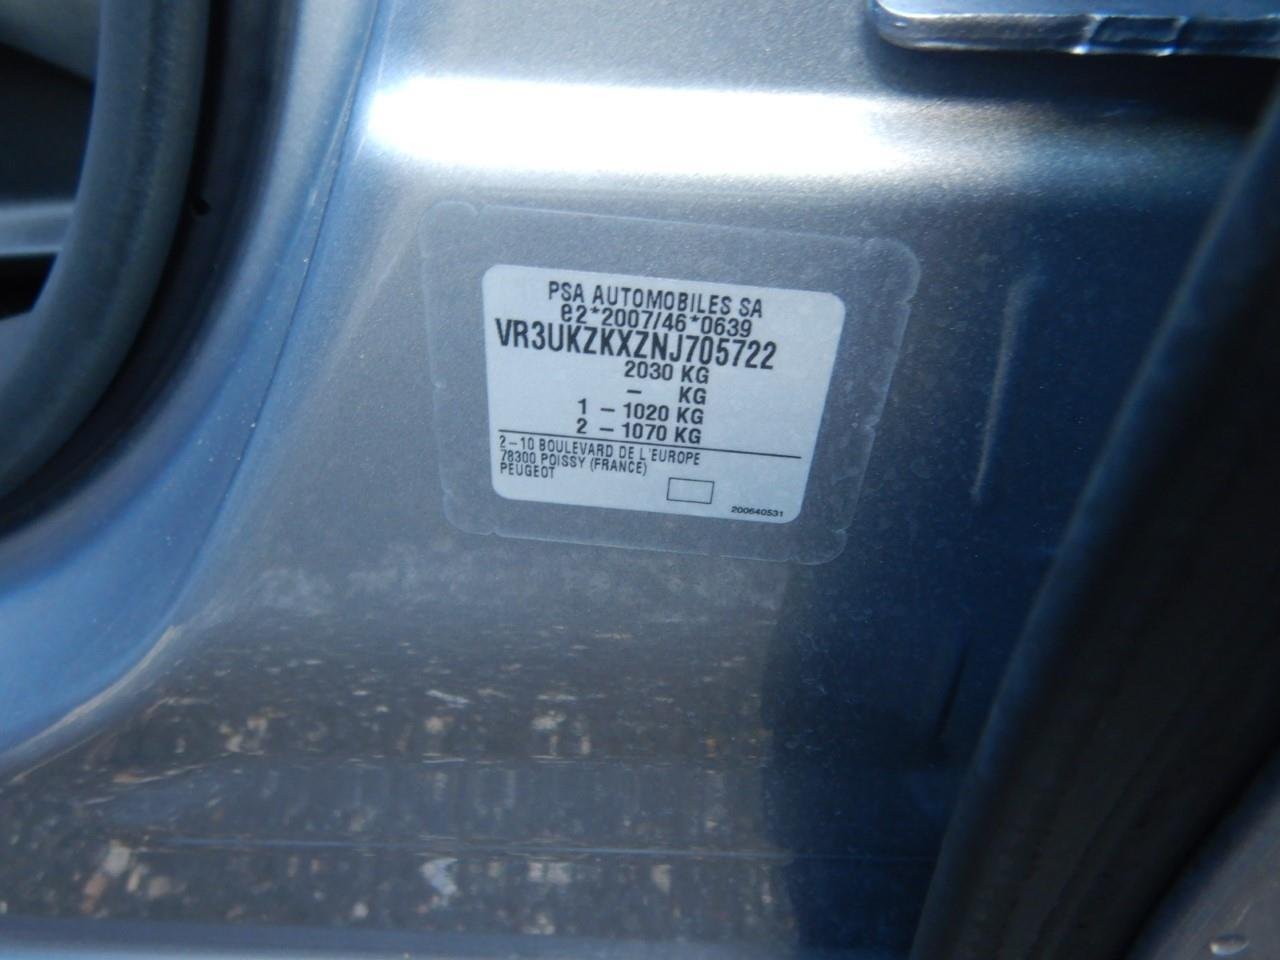 PSA AUTOMOBILES SA
e2*2007/46*0639
VR3UKZKXZNJ705722
2030 KG
– KG
1 – 1020 KG
2 – 1070 KG
2–10 BOULEVARD DE L'EUROPE
78300 POISSY (FRANCE)
PEUGEOT
200640531